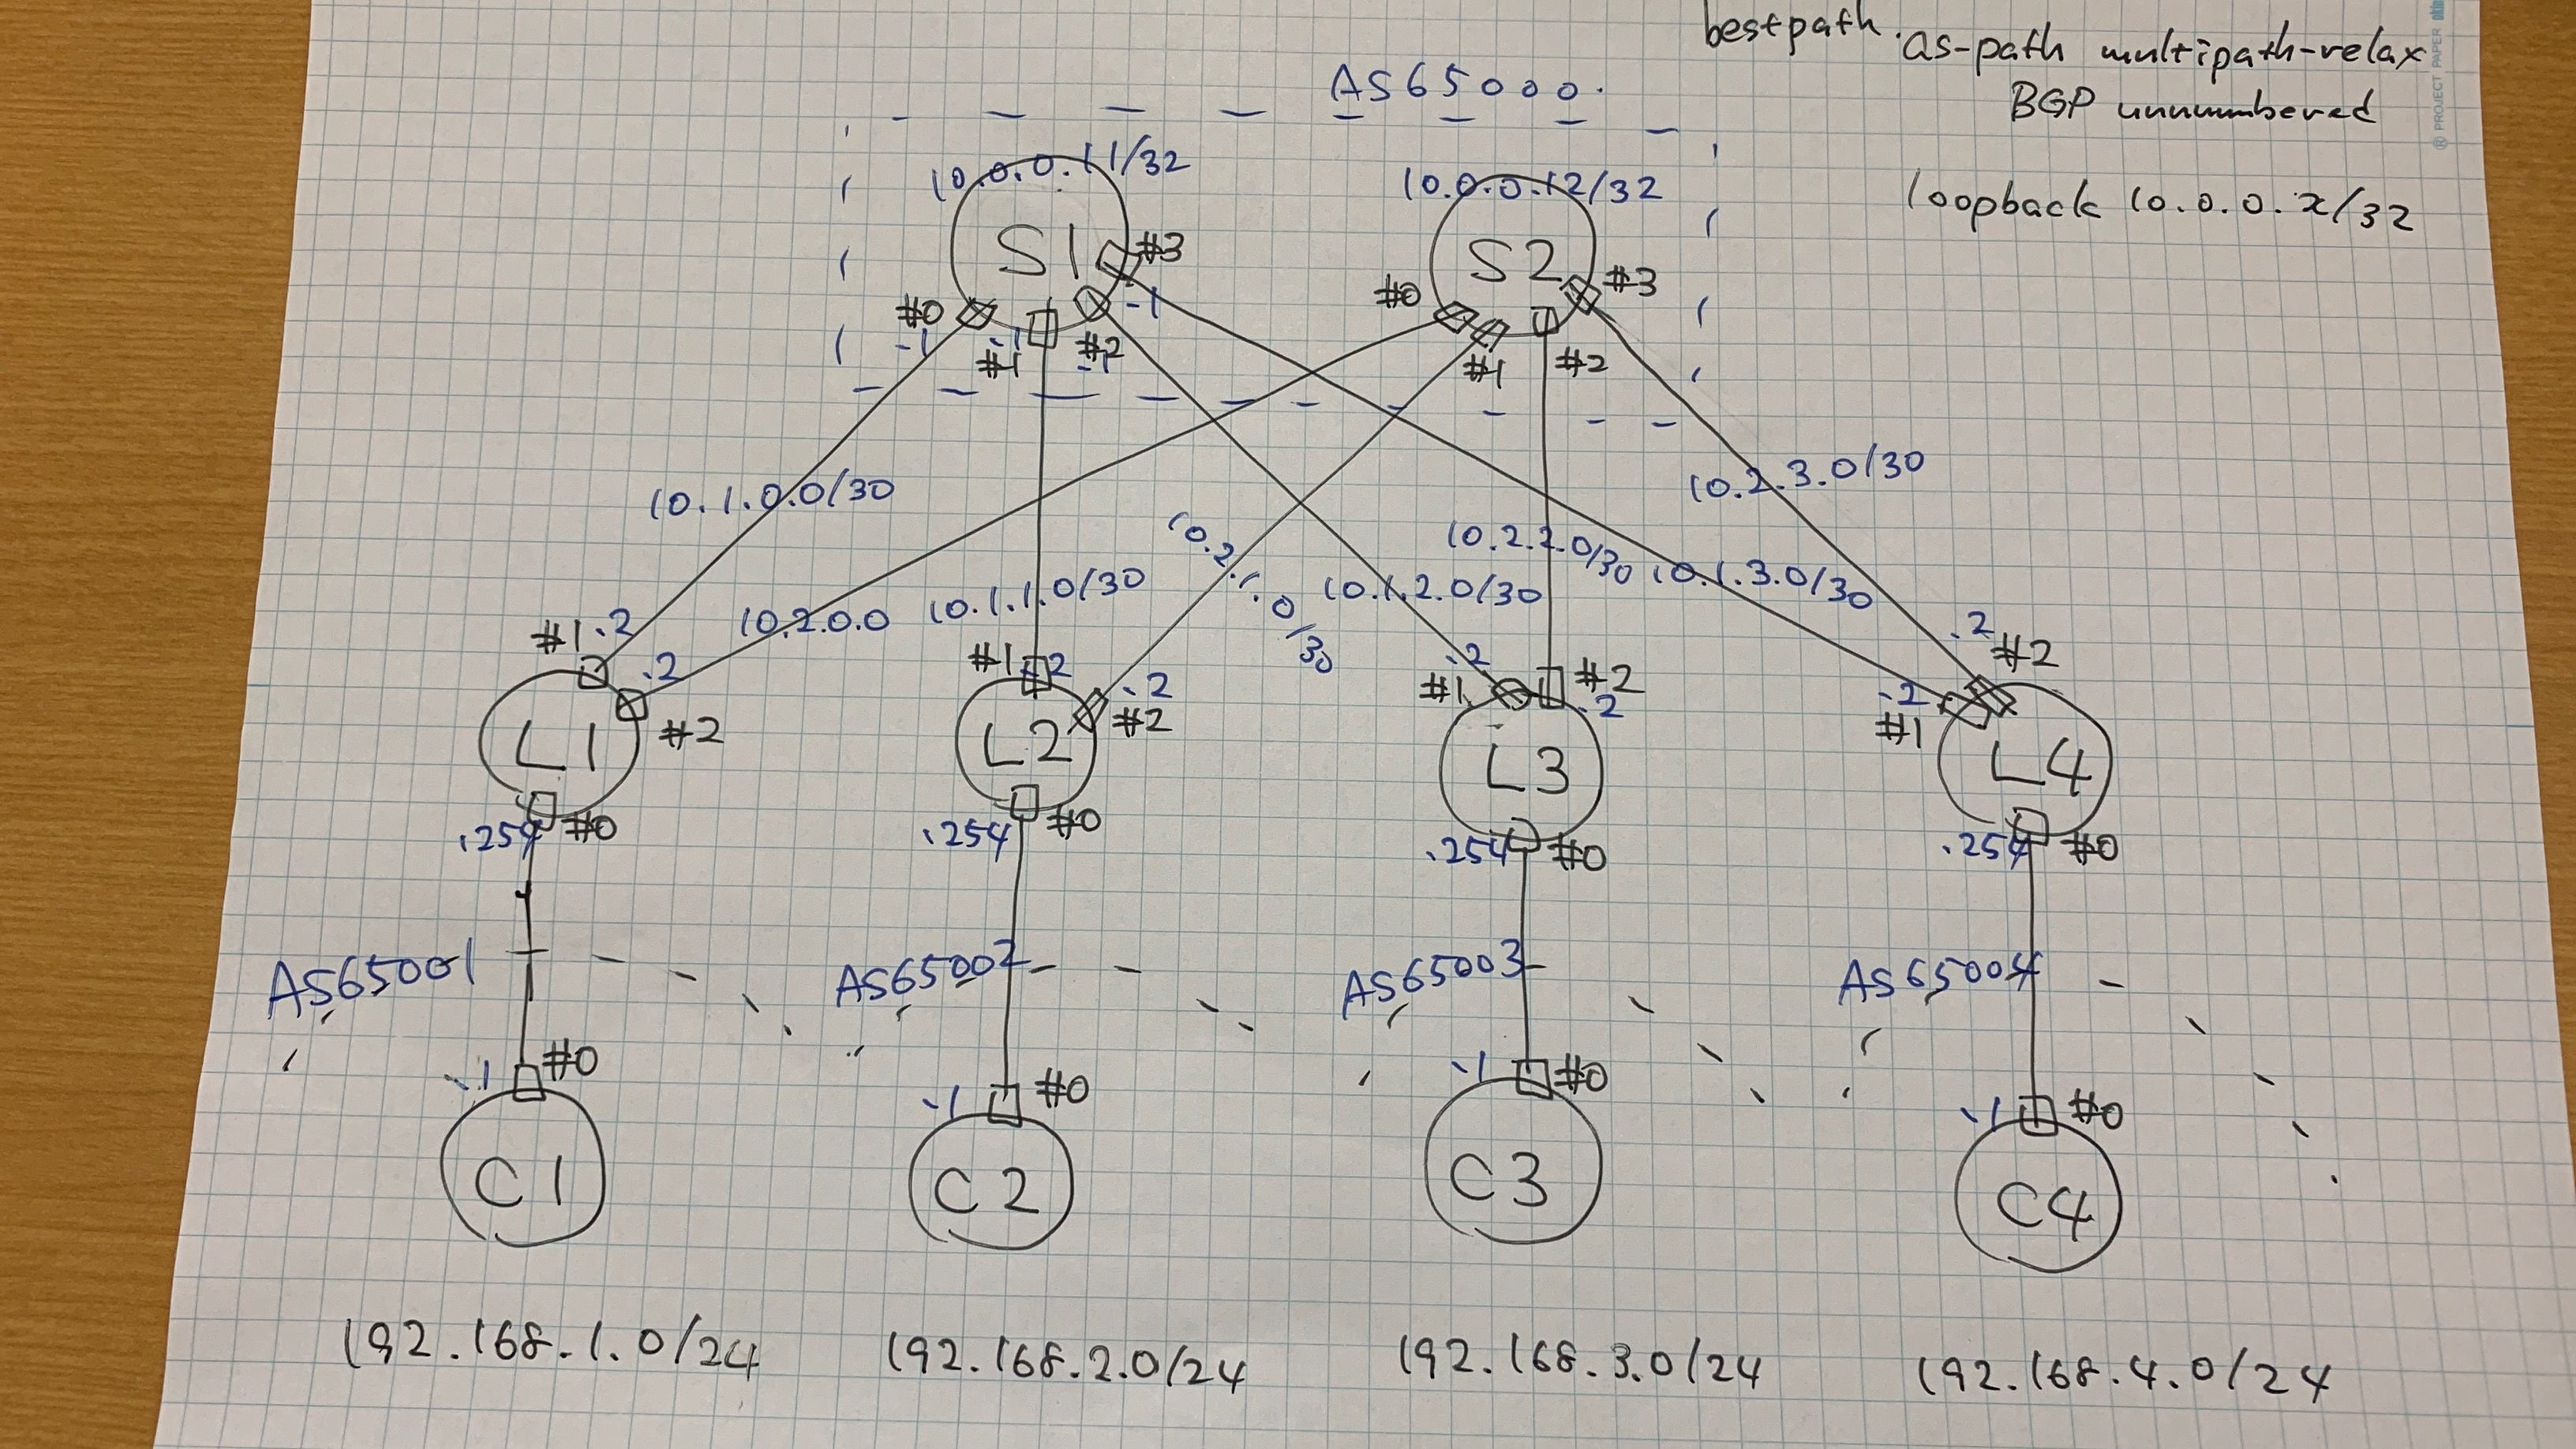 bestpath.
as-path multipath-relax
BGP unnumbered
loopback 10.0.0.x/32
® PROJECT PAPER
AS65000.
10.0.0.11/32
10.0.0.12/32
S1
S2
#3
#3
#0
#0
.1
.1
.1
.1
#1
#2
#1
#2
10.1.0.0/30
10.2.3.0/30
10.2.1.0/30
10.2.2.0/30
10.2.0.0
10.1.1.0/30
10.1.2.0/30
10.1.3.0/30
#1 .2
.2
#2
#1 .2
.2
#2
.2
#1
#2
.2
.2
#2
.2
#1
L1
L2
L3
L4
.254 #0
.254 #0
.254 #0
.254 #0
AS65001
AS65002
AS65003
AS65004
.1 #0
.1 #0
.1 #0
.1 #0
C1
C2
C3
C4
192.168.1.0/24
192.168.2.0/24
192.168.3.0/24
192.168.4.0/24